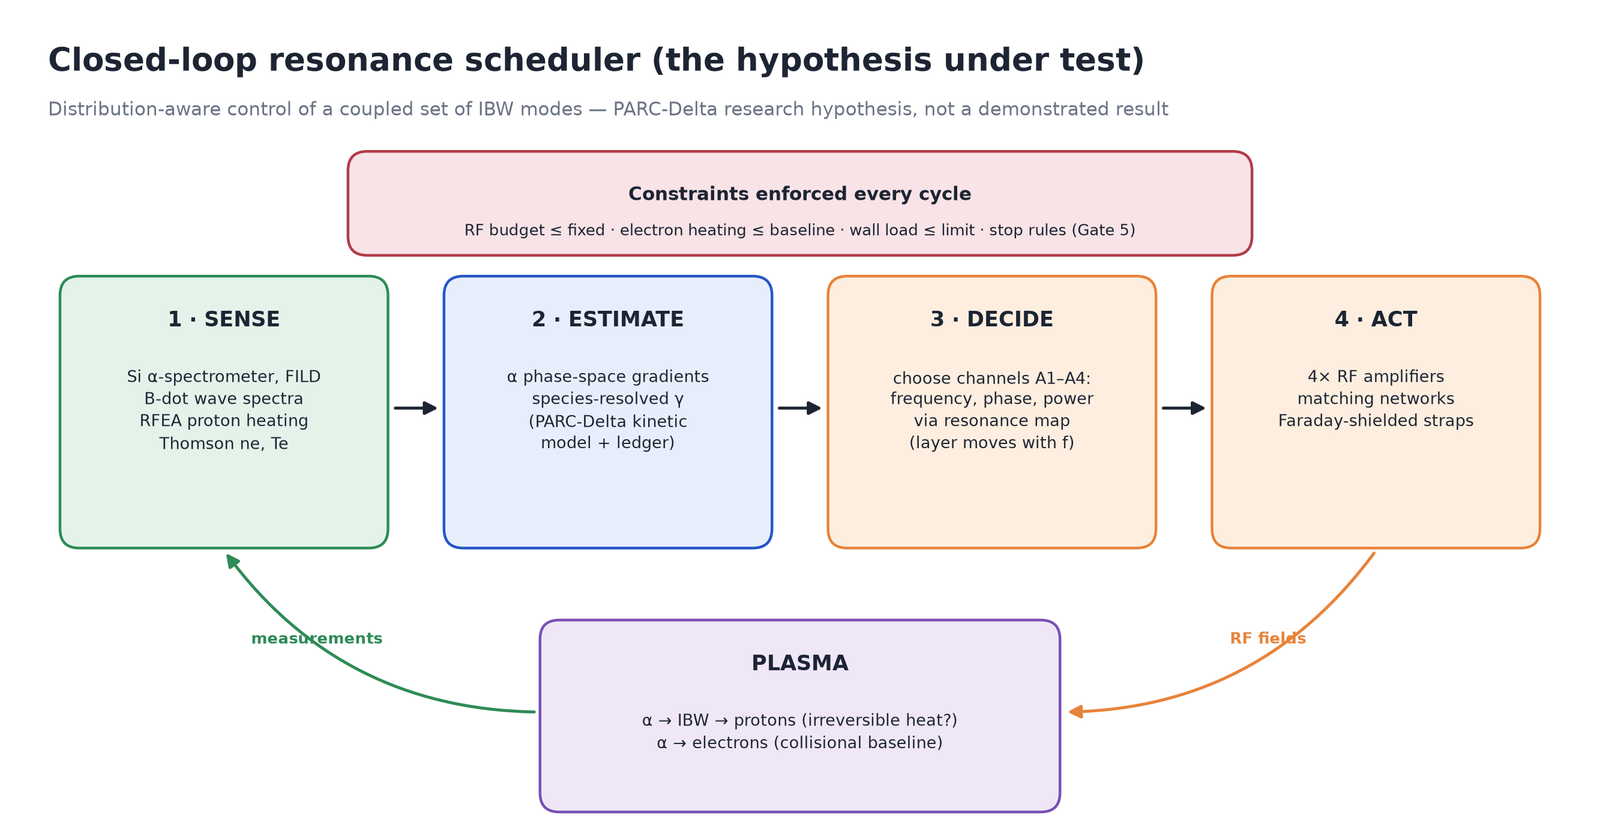 Closed-loop resonance scheduler (the hypothesis under test)
Distribution-aware control of a coupled set of IBW modes — PARC-Delta research hypothesis, not a demonstrated result
Constraints enforced every cycle
RF budget ≤ fixed · electron heating ≤ baseline · wall load ≤ limit · stop rules (Gate 5)
1 · SENSE
Si α-spectrometer, FILD
B-dot wave spectra
RFEA proton heating
Thomson ne, Te
2 · ESTIMATE
α phase-space gradients
species-resolved γ
(PARC-Delta kinetic
model + ledger)
3 · DECIDE
choose channels A1–A4:
frequency, phase, power
via resonance map
(layer moves with f)
4 · ACT
4× RF amplifiers
matching networks
Faraday-shielded straps
measurements
RF fields
PLASMA
α → IBW → protons (irreversible heat?)
α → electrons (collisional baseline)